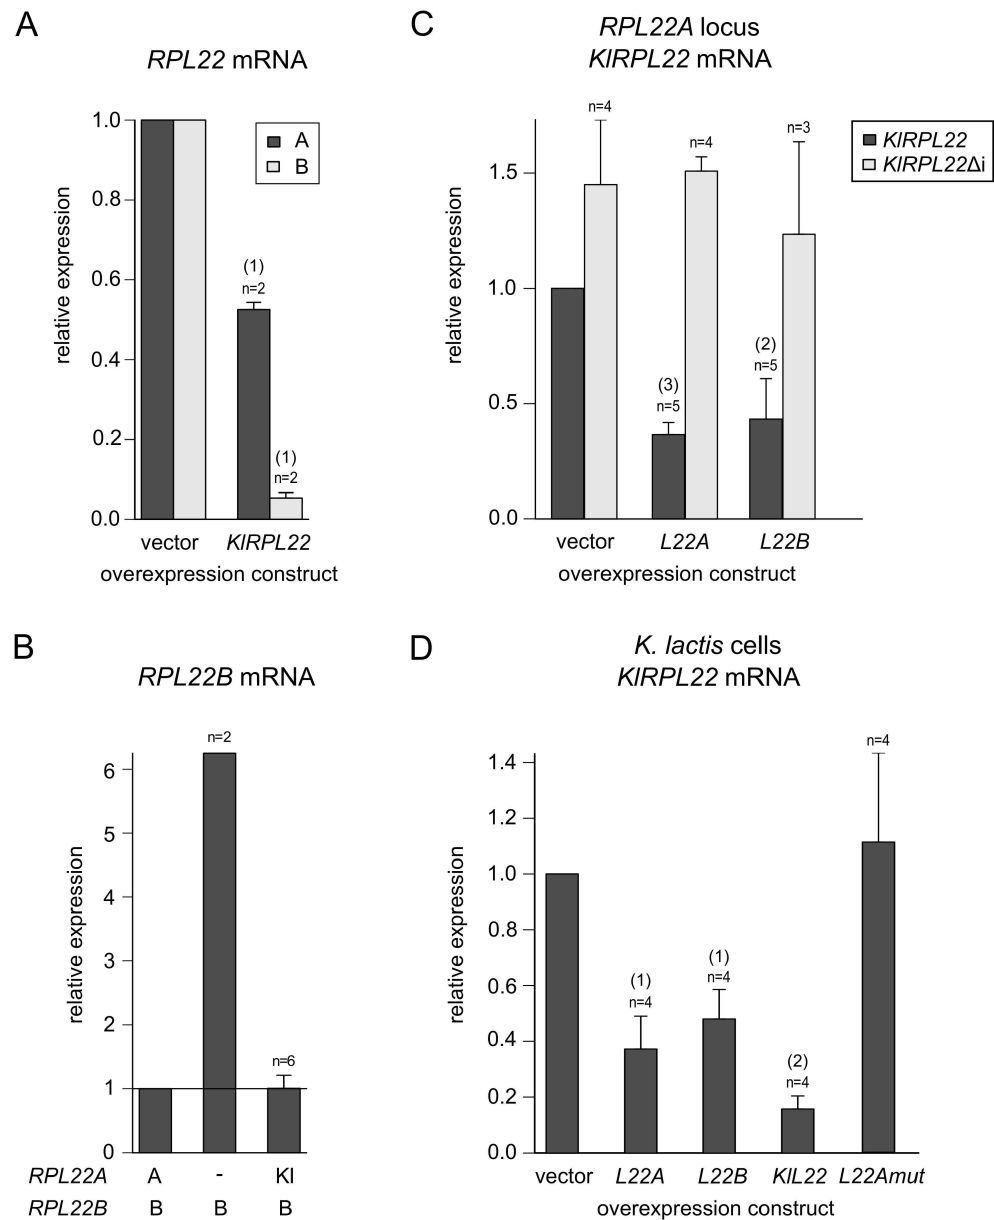 A
RPL22 mRNA
relative expression
1.0
0.8
0.6
0.4
0.2
0.0
A
B
(1)
n=2
(1)
n=2
vector KlRPL22
overexpression construct
C
RPL22A locus
KlRPL22 mRNA
relative expression
1.5
1.0
0.5
0.0
n=4
n=4
n=3
(3)
n=5
(2)
n=5
KlRPL22
KlRPL22Δi
vector L22A L22B
overexpression construct
B
RPL22B mRNA
relative expression
6
5
4
3
2
1
0
n=2
n=6
RPL22A A - Kl
RPL22B B B B
D
K. lactis cells
KlRPL22 mRNA
relative expression
1.4
1.2
1.0
0.8
0.6
0.4
0.2
0.0
(1)
n=4
(1)
n=4
(2)
n=4
n=4
vector L22A L22B KlL22 L22Amut
overexpression construct